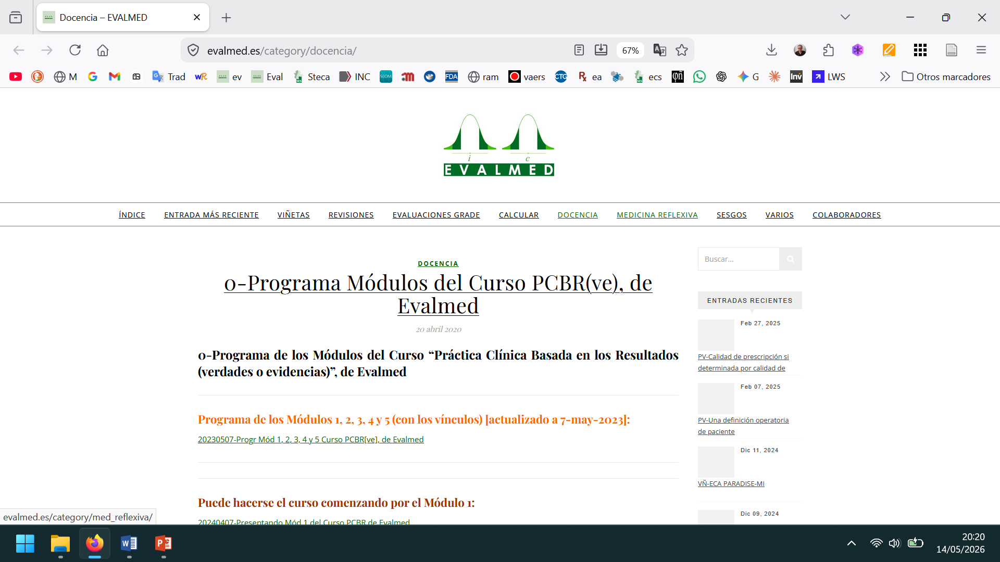 Docencia – EVALMED
evalmed.es/category/docencia/
67%
M
Trad
ev
Eval
Steca
INC
SEOM
FDA
ram
vaers
CTG
ea
ecs
G
Inv
LWS
Otros marcadores
i c
EVALMED
ÍNDICE ENTRADA MÁS RECIENTE VIÑETAS REVISIONES EVALUACIONES GRADE CALCULAR DOCENCIA MEDICINA REFLEXIVA SESGOS VARIOS COLABORADORES
DOCENCIA
0-Programa Módulos del Curso PCBR(ve), de
Evalmed
20 abril 2020
0-Programa de los Módulos del Curso “Práctica Clínica Basada en los Resultados
(verdades o evidencias)”, de Evalmed
Programa de los Módulos 1, 2, 3, 4 y 5 (con los vínculos) [actualizado a 7-may-2023]:
20230507-Progr Mód 1, 2, 3, 4 y 5 Curso PCBR[ve], de Evalmed
Puede hacerse el curso comenzando por el Módulo 1:
20240407-Presentando Mód 1 del Curso PCBR de Evalmed
Buscar...
ENTRADAS RECIENTES
Feb 27, 2025
PV-Calidad de prescripción si
determinada por calidad de
Feb 07, 2025
PV-Una definición operatoria
de paciente
Dic 11, 2024
VÑ-ECA PARADISE-MI
Dic 09, 2024
evalmed.es/category/med_reflexiva/
20:20
14/05/2026